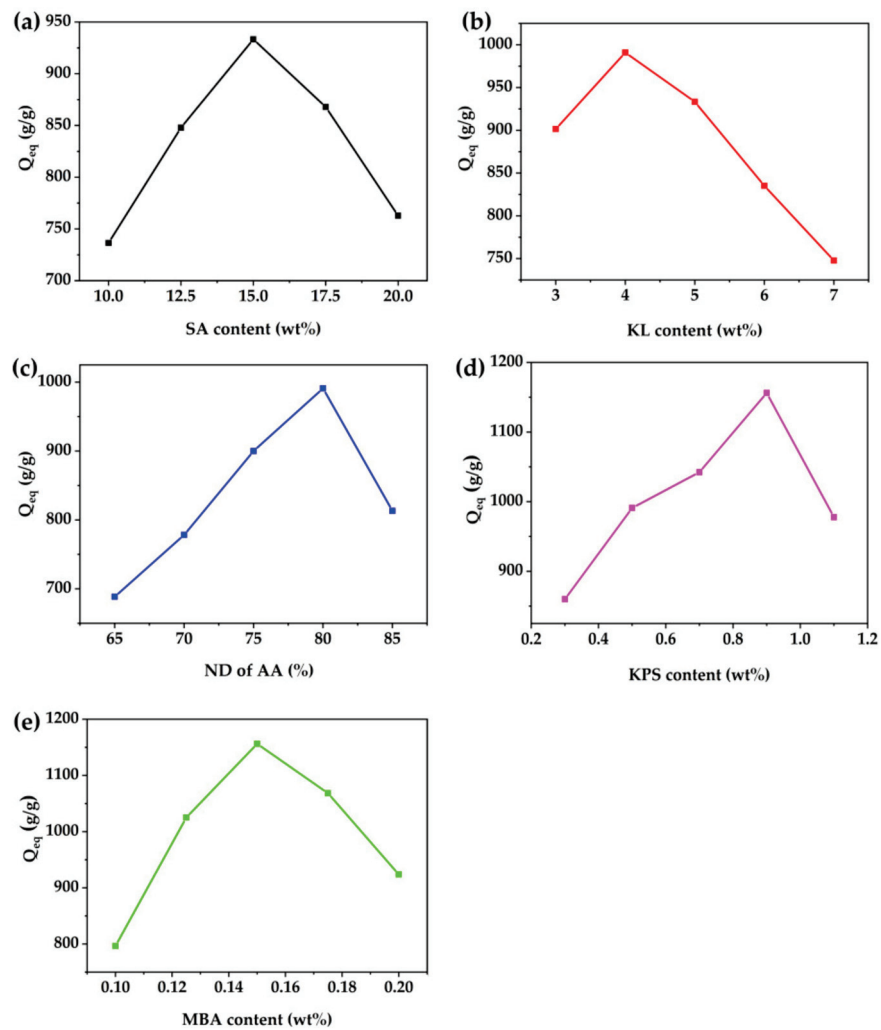 (a)
950
900
850
800
750
700
Qeq (g/g)
10.0 12.5 15.0 17.5 20.0
SA content (wt%)
(b)
1000
950
900
850
800
750
Qeq (g/g)
3 4 5 6 7
KL content (wt%)
(c)
1000
900
800
700
Qeq (g/g)
65 70 75 80 85
ND of AA (%)
(d)
1200
1100
1000
900
Qeq (g/g)
0.2 0.4 0.6 0.8 1.0 1.2
KPS content (wt%)
(e)
1200
1100
1000
900
800
Qeq (g/g)
0.10 0.12 0.14 0.16 0.18 0.20
MBA content (wt%)